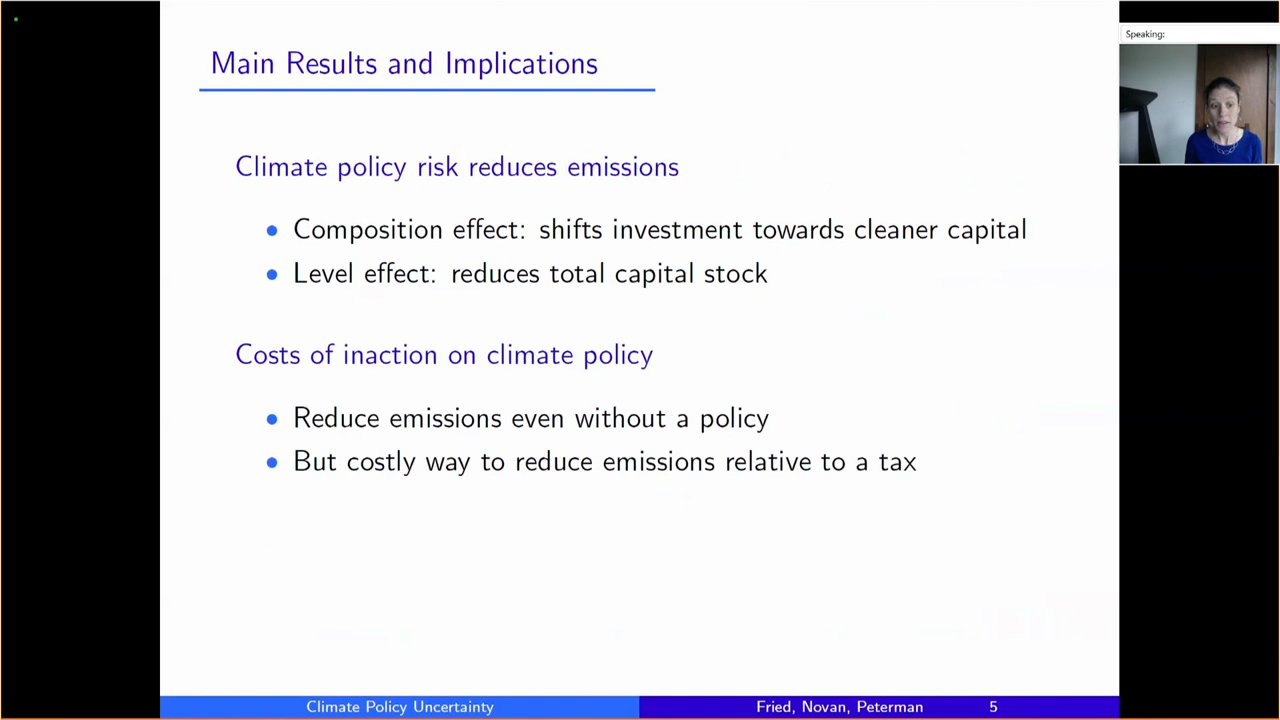 Main Results and Implications
Speaking:
Climate policy risk reduces emissions
• Composition effect: shifts investment towards cleaner capital
• Level effect: reduces total capital stock
Costs of inaction on climate policy
• Reduce emissions even without a policy
• But costly way to reduce emissions relative to a tax
Climate Policy Uncertainty
Fried, Novan, Peterman 5